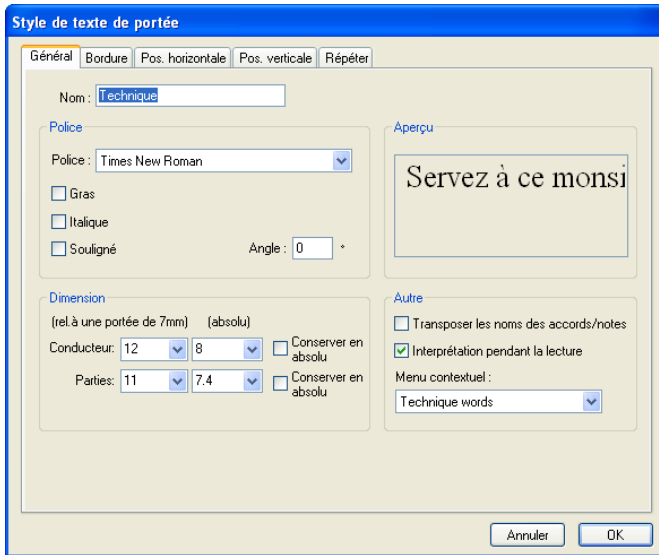 Style de texte de portée
Général Bordure Pos. horizontale Pos. verticale Répéter
Nom : Technique
Police
Police : Times New Roman
Gras
Italique
Souligné Angle : 0 °
Aperçu
Servez à ce monsi
Dimension
(rel.à une portée de 7mm) (absolu)
Conducteur: 12 8 Conserver en
absolu
Parties: 11 7.4 Conserver en
absolu
Autre
Transposer les noms des accords/notes
Interprétation pendant la lecture
Menu contextuel :
Technique words
Annuler OK